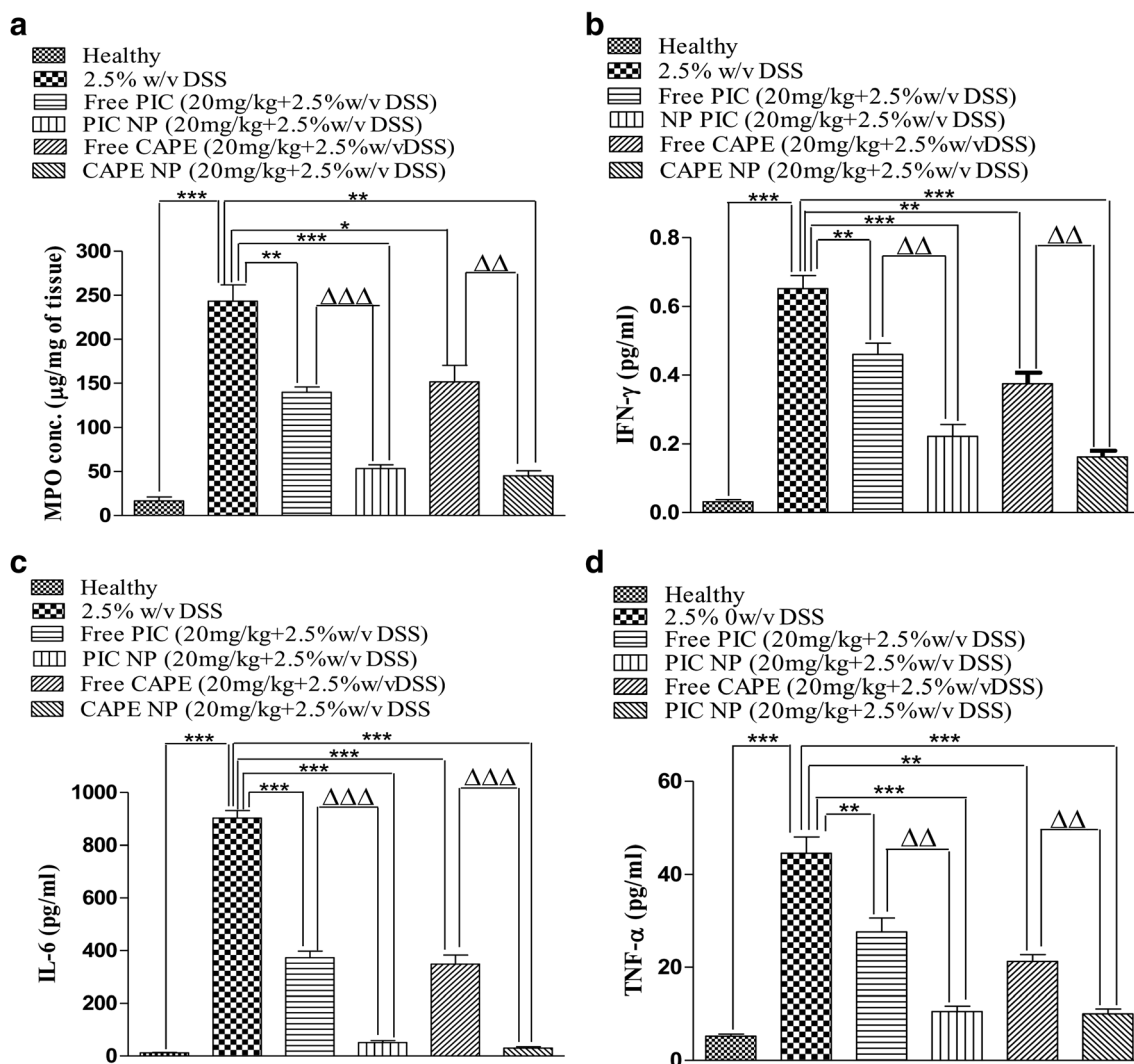 a
Healthy
2.5% w/v DSS
Free PIC (20mg/kg+2.5%w/v DSS)
PIC NP (20mg/kg+2.5%w/v DSS)
Free CAPE (20mg/kg+2.5%w/vDSS)
CAPE NP (20mg/kg+2.5%w/v DSS)
***
**
*
***
**
ΔΔΔ
ΔΔ
MPO conc. (μg/mg of tissue)
300
250
200
150
100
50
0
b
Healthy
2.5% w/v DSS
Free PIC (20mg/kg+2.5%w/v DSS)
NP PIC (20mg/kg+2.5%w/v DSS)
Free CAPE (20mg/kg+2.5%w/vDSS)
CAPE NP (20mg/kg+2.5%w/v DSS)
***
***
**
***
**
ΔΔ
ΔΔ
IFN-γ (pg/ml)
0.8
0.6
0.4
0.2
0.0
c
Healthy
2.5% w/v DSS
Free PIC (20mg/kg+2.5%w/v DSS)
PIC NP (20mg/kg+2.5%w/v DSS)
Free CAPE (20mg/kg+2.5%w/vDSS)
CAPE NP (20mg/kg+2.5%w/v DSS
***
***
***
***
***
ΔΔΔ
ΔΔΔ
IL-6 (pg/ml)
1000
800
600
400
200
0
d
Healthy
2.5% 0w/v DSS
Free PIC (20mg/kg+2.5%w/v DSS)
PIC NP (20mg/kg+2.5%w/v DSS)
Free CAPE (20mg/kg+2.5%w/vDSS)
PIC NP (20mg/kg+2.5%w/v DSS)
***
***
**
***
**
ΔΔ
ΔΔ
TNF-α (pg/ml)
60
40
20
0